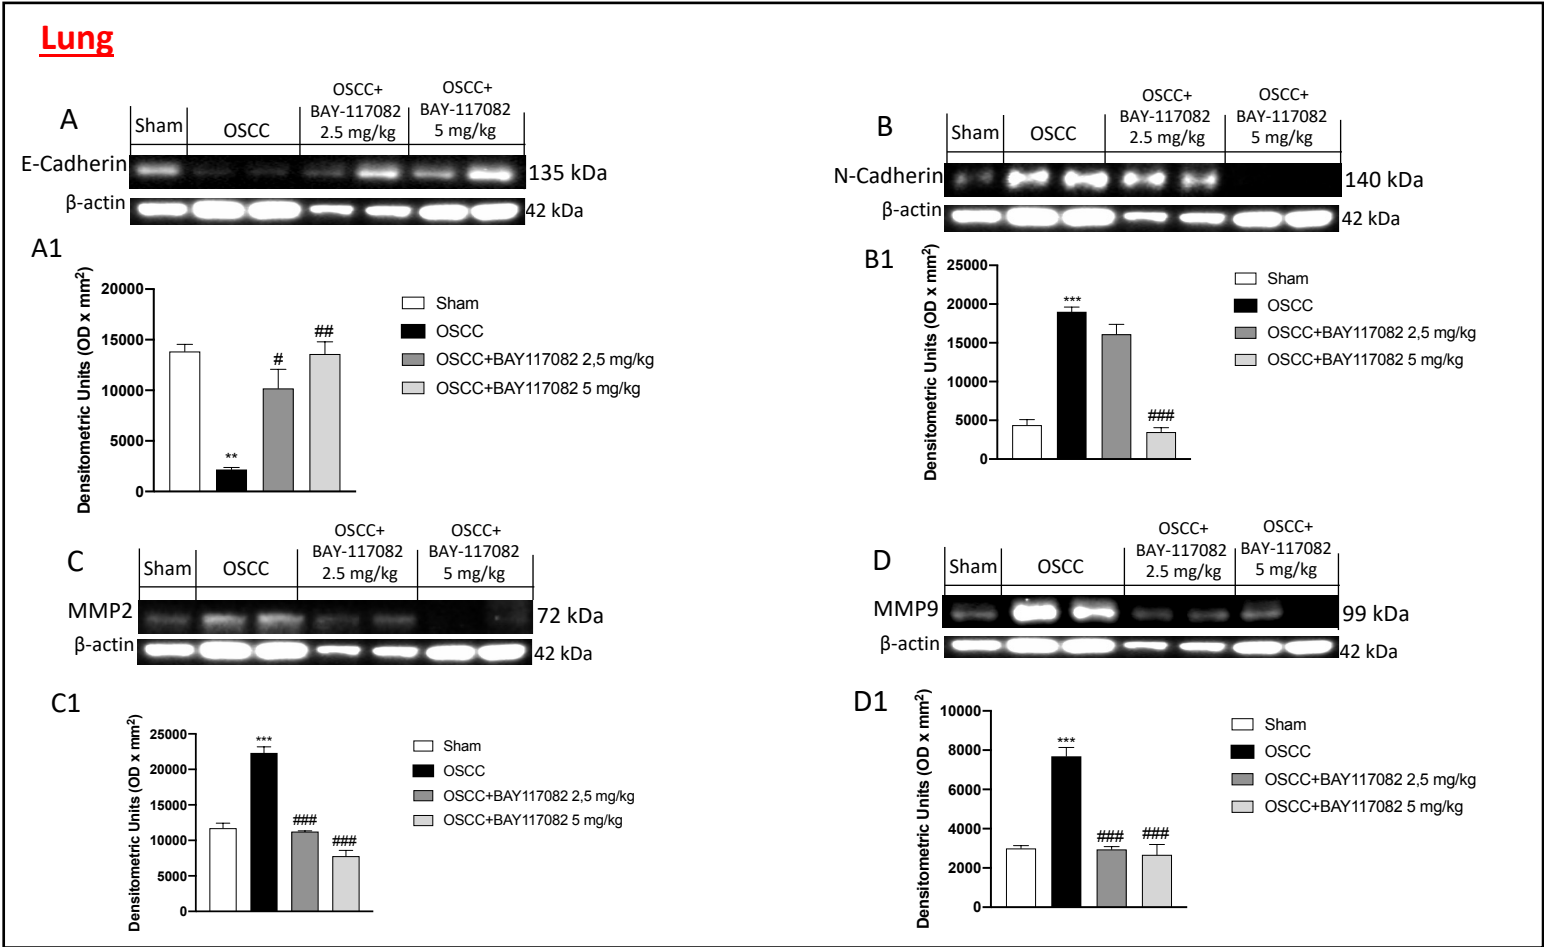 Lung
A
Sham
OSCC
OSCC+
BAY-117082
2.5 mg/kg
OSCC+
BAY-117082
5 mg/kg
E-Cadherin
135 kDa
β-actin
42 kDa
A1
Densitometric Units (OD x mm²)
20000
15000
10000
5000
0
**
#
##
Sham
OSCC
OSCC+BAY117082 2,5 mg/kg
OSCC+BAY117082 5 mg/kg
B
Sham
OSCC
OSCC+
BAY-117082
2.5 mg/kg
OSCC+
BAY-117082
5 mg/kg
N-Cadherin
140 kDa
β-actin
42 kDa
B1
Densitometric Units (OD x mm²)
25000
20000
15000
10000
5000
0
***
###
Sham
OSCC
OSCC+BAY117082 2,5 mg/kg
OSCC+BAY117082 5 mg/kg
C
Sham
OSCC
OSCC+
BAY-117082
2.5 mg/kg
OSCC+
BAY-117082
5 mg/kg
MMP2
72 kDa
β-actin
42 kDa
C1
Densitometric Units (OD x mm²)
25000
20000
15000
10000
5000
0
***
###
###
Sham
OSCC
OSCC+BAY117082 2,5 mg/kg
OSCC+BAY117082 5 mg/kg
D
Sham
OSCC
OSCC+
BAY-117082
2.5 mg/kg
OSCC+
BAY-117082
5 mg/kg
MMP9
99 kDa
β-actin
42 kDa
D1
Densitometric Units (OD x mm²)
10000
8000
6000
4000
2000
0
***
###
###
Sham
OSCC
OSCC+BAY117082 2,5 mg/kg
OSCC+BAY117082 5 mg/kg